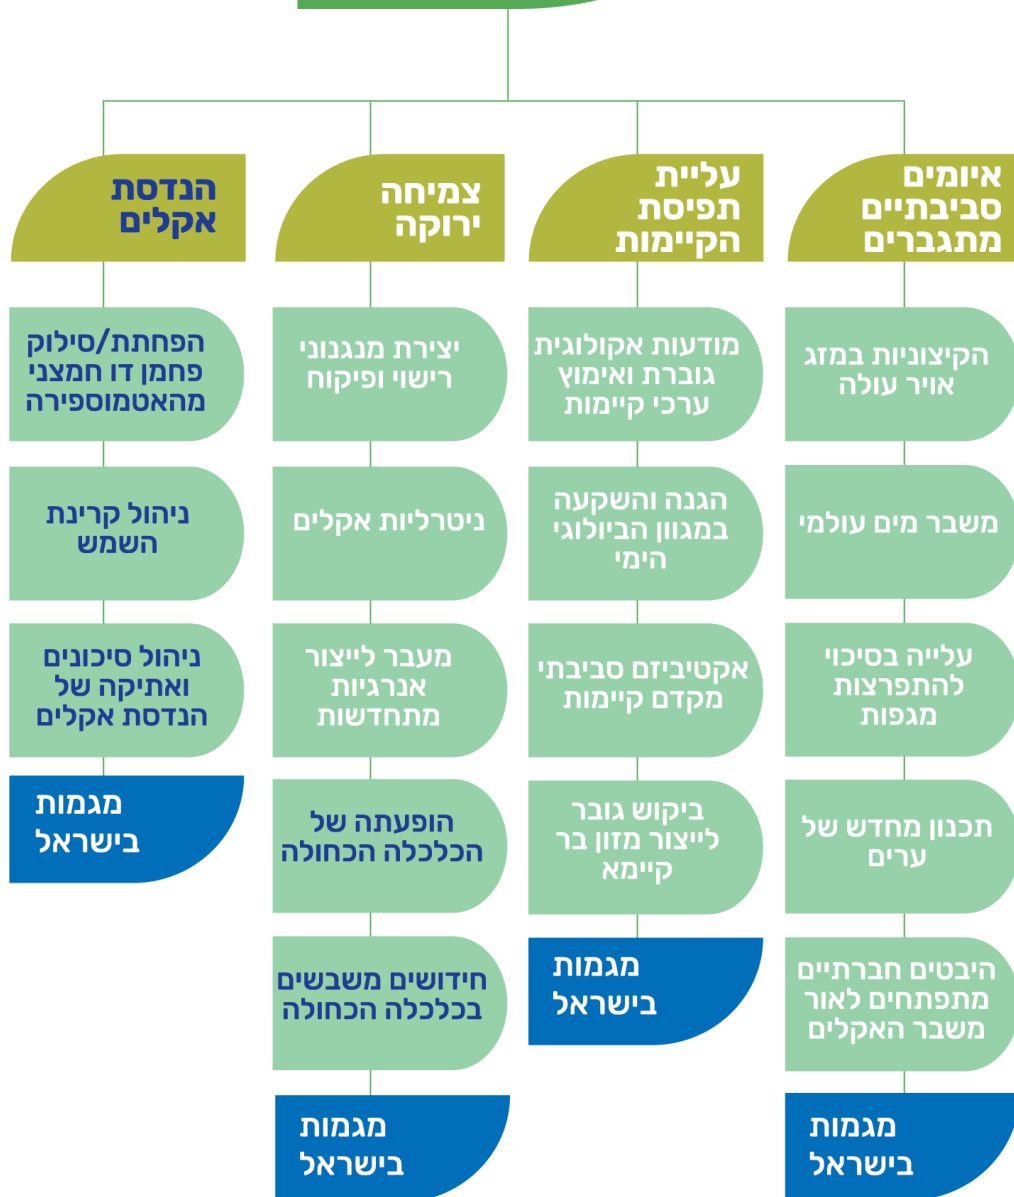 איומים
סביבתיים
מתגברים
הקיצוניות במזג
אויר עולה
משבר מים עולמי
עלייה בסיכוי
להתפרצות
מגפות
תכנון מחדש של
ערים
היבטים חברתיים
מתפתחים לאור
משבר האקלים
מגמות
בישראל
עליית
תפיסת
הקיימות
מודעות אקולוגית
גוברת ואימוץ
ערכי קיימות
הגנה והשקעה
במגוון הביולוגי
הימי
אקטיביזם סביבתי
מקדם קיימות
ביקוש גובר
לייצור מזון בר
קיימא
מגמות
בישראל
צמיחה
ירוקה
יצירת מנגנוני
רישוי ופיקוח
ניטרליות אקלים
מעבר לייצור
אנרגיות
מתחדשות
הופעתה של
הכלכלה הכחולה
חידושים משבשים
בכלכלה הכחולה
מגמות
בישראל
הנדסת
אקלים
הפחתת/סילוק
פחמן דו חמצני
מהאטמוספירה
ניהול קרינת
השמש
ניהול סיכונים
ואתיקה של
הנדסת אקלים
מגמות
בישראל